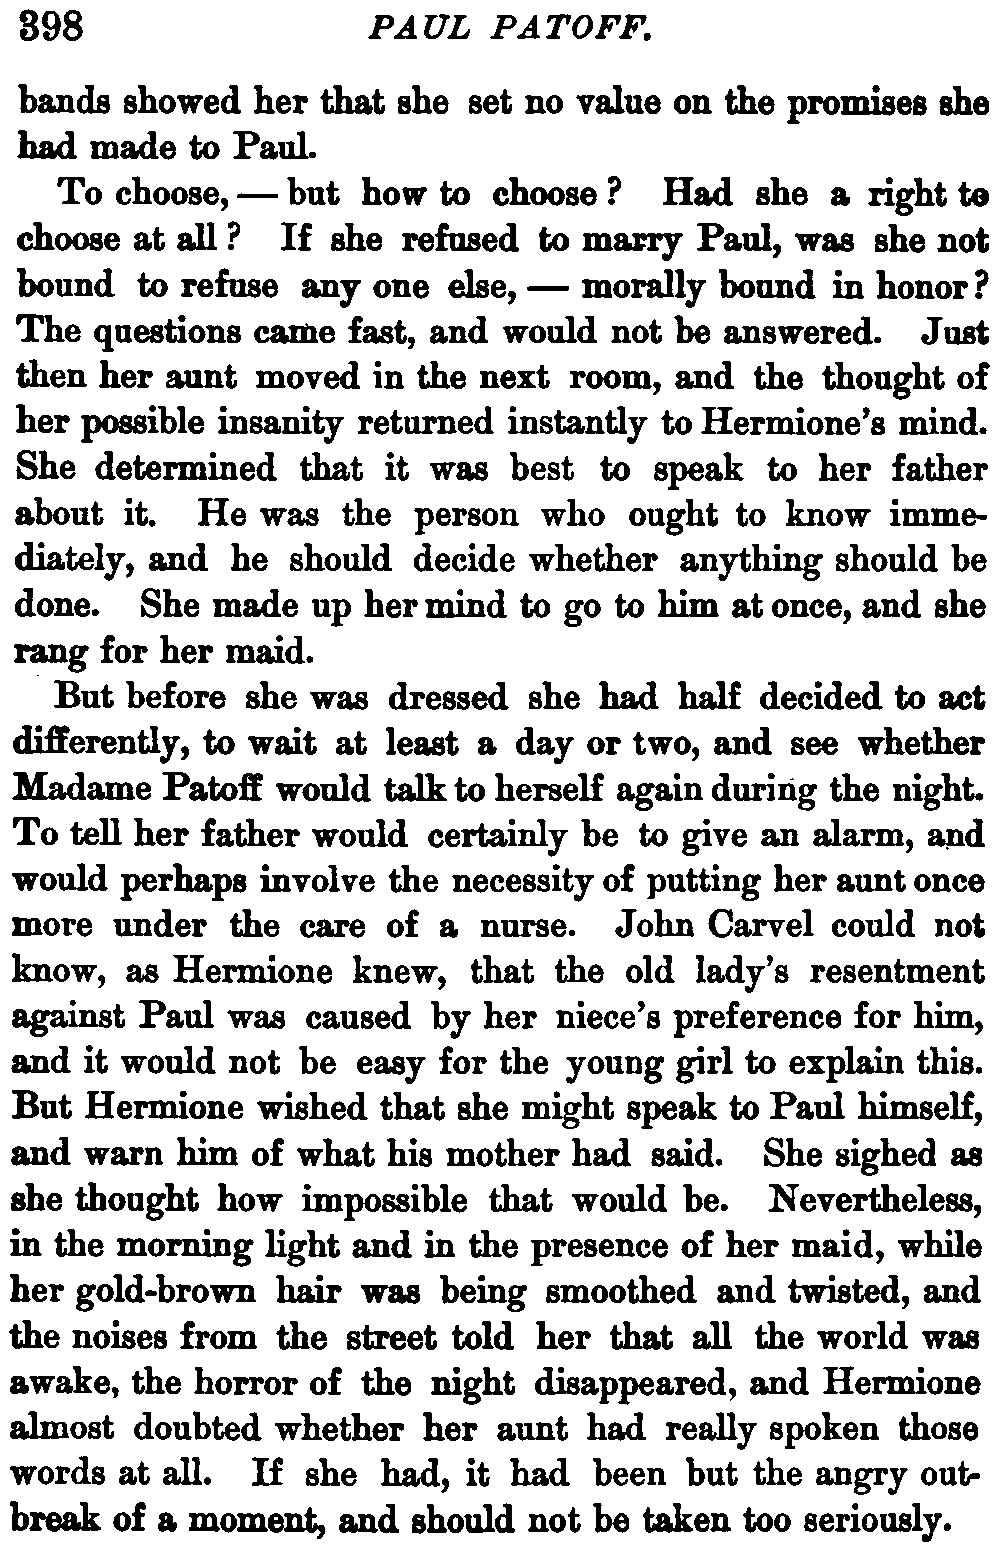 398 PAUL PATOFF.
bands showed her that she set no value on the promises she
had made to Paul.
To choose, — but how to choose? Had she a right to
choose at all? If she refused to marry Paul, was she not
bound to refuse any one else, — morally bound in honor?
The questions came fast, and would not be answered. Just
then her aunt moved in the next room, and the thought of
her possible insanity returned instantly to Hermione's mind.
She determined that it was best to speak to her father
about it. He was the person who ought to know imme-
diately, and he should decide whether anything should be
done. She made up her mind to go to him at once, and she
rang for her maid.
But before she was dressed she had half decided to act
differently, to wait at least a day or two, and see whether
Madame Patoff would talk to herself again during the night.
To tell her father would certainly be to give an alarm, and
would perhaps involve the necessity of putting her aunt once
more under the care of a nurse. John Carvel could not
know, as Hermione knew, that the old lady's resentment
against Paul was caused by her niece's preference for him,
and it would not be easy for the young girl to explain this.
But Hermione wished that she might speak to Paul himself,
and warn him of what his mother had said. She sighed as
she thought how impossible that would be. Nevertheless,
in the morning light and in the presence of her maid, while
her gold-brown hair was being smoothed and twisted, and
the noises from the street told her that all the world was
awake, the horror of the night disappeared, and Hermione
almost doubted whether her aunt had really spoken those
words at all. If she had, it had been but the angry out-
break of a moment, and should not be taken too seriously.